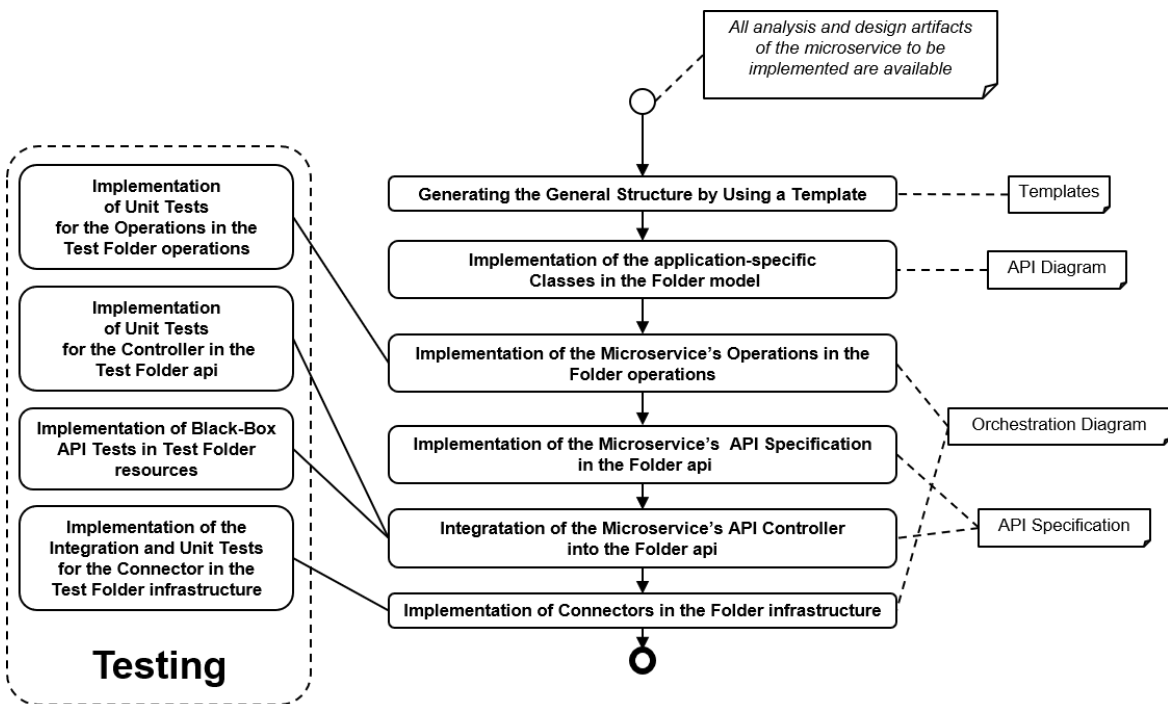 All analysis and design artifacts
of the microservice to be
implemented are available
Generating the General Structure by Using a Template
Templates
Implementation of the application-specific
Classes in the Folder model
API Diagram
Implementation of the Microservice's Operations in the
Folder operations
Orchestration Diagram
Implementation of the Microservice's API Specification
in the Folder api
Integratation of the Microservice's API Controller
into the Folder api
API Specification
Implementation of Connectors in the Folder infrastructure
Implementation
of Unit Tests
for the Operations in the
Test Folder operations
Implementation
of Unit Tests
for the Controller in the
Test Folder api
Implementation of Black-Box
API Tests in Test Folder
resources
Implementation of the
Integration and Unit Tests
for the Connector in the
Test Folder infrastructure
Testing